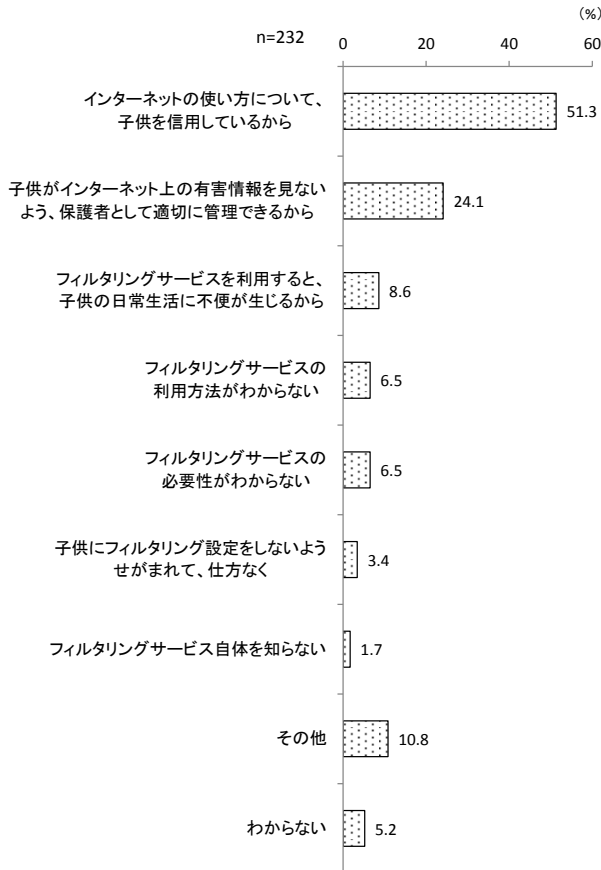 (%)
n=232
0 20 40 60
インターネットの使い方について、
子供を信用しているから
51.3
子供がインターネット上の有害情報を見ない
よう、保護者として適切に管理できるから
24.1
フィルタリングサービスを利用すると、
子供の日常生活に不便が生じるから
8.6
フィルタリングサービスの
利用方法がわからない
6.5
フィルタリングサービスの
必要性がわからない
6.5
子供にフィルタリング設定をしないよう
せがまれて、仕方なく
3.4
フィルタリングサービス自体を知らない
1.7
その他
10.8
わからない
5.2